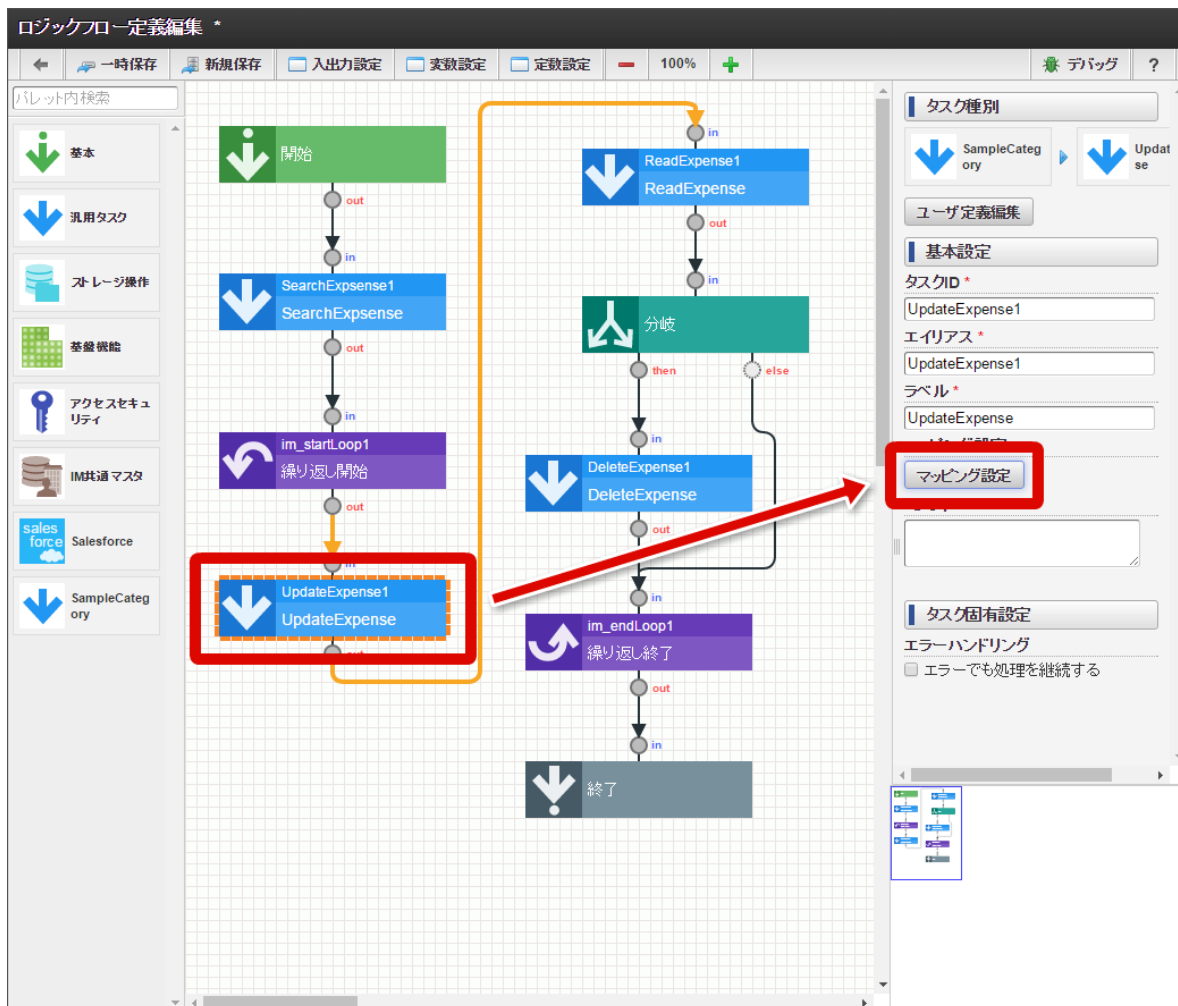 ロジックフロー定義編集 *
一時保存 新規保存 入出力設定 変数設定 定数設定 100% デバッグ ?
パレット内検索
基本
汎用タスク
ストレージ操作
基盤機能
アクセスセキュ
リティ
IM共通マスタ
sales
force
Salesforce
SampleCateg
ory
開始
out
in
SearchExpsense1
SearchExpsense
out
in
im_startLoop1
繰り返し開始
out
in
UpdateExpense1
UpdateExpense
out
in
ReadExpense1
ReadExpense
out
in
分岐
then else
in
DeleteExpense1
DeleteExpense
out
in
im_endLoop1
繰り返し終了
out
in
終了
タスク種別
SampleCateg
ory
Updat
se
ユーザ定義編集
基本設定
タスクID *
UpdateExpense1
エイリアス *
UpdateExpense1
ラベル *
UpdateExpense
マッピング設定
タスク固有設定
エラーハンドリング
エラーでも処理を継続する